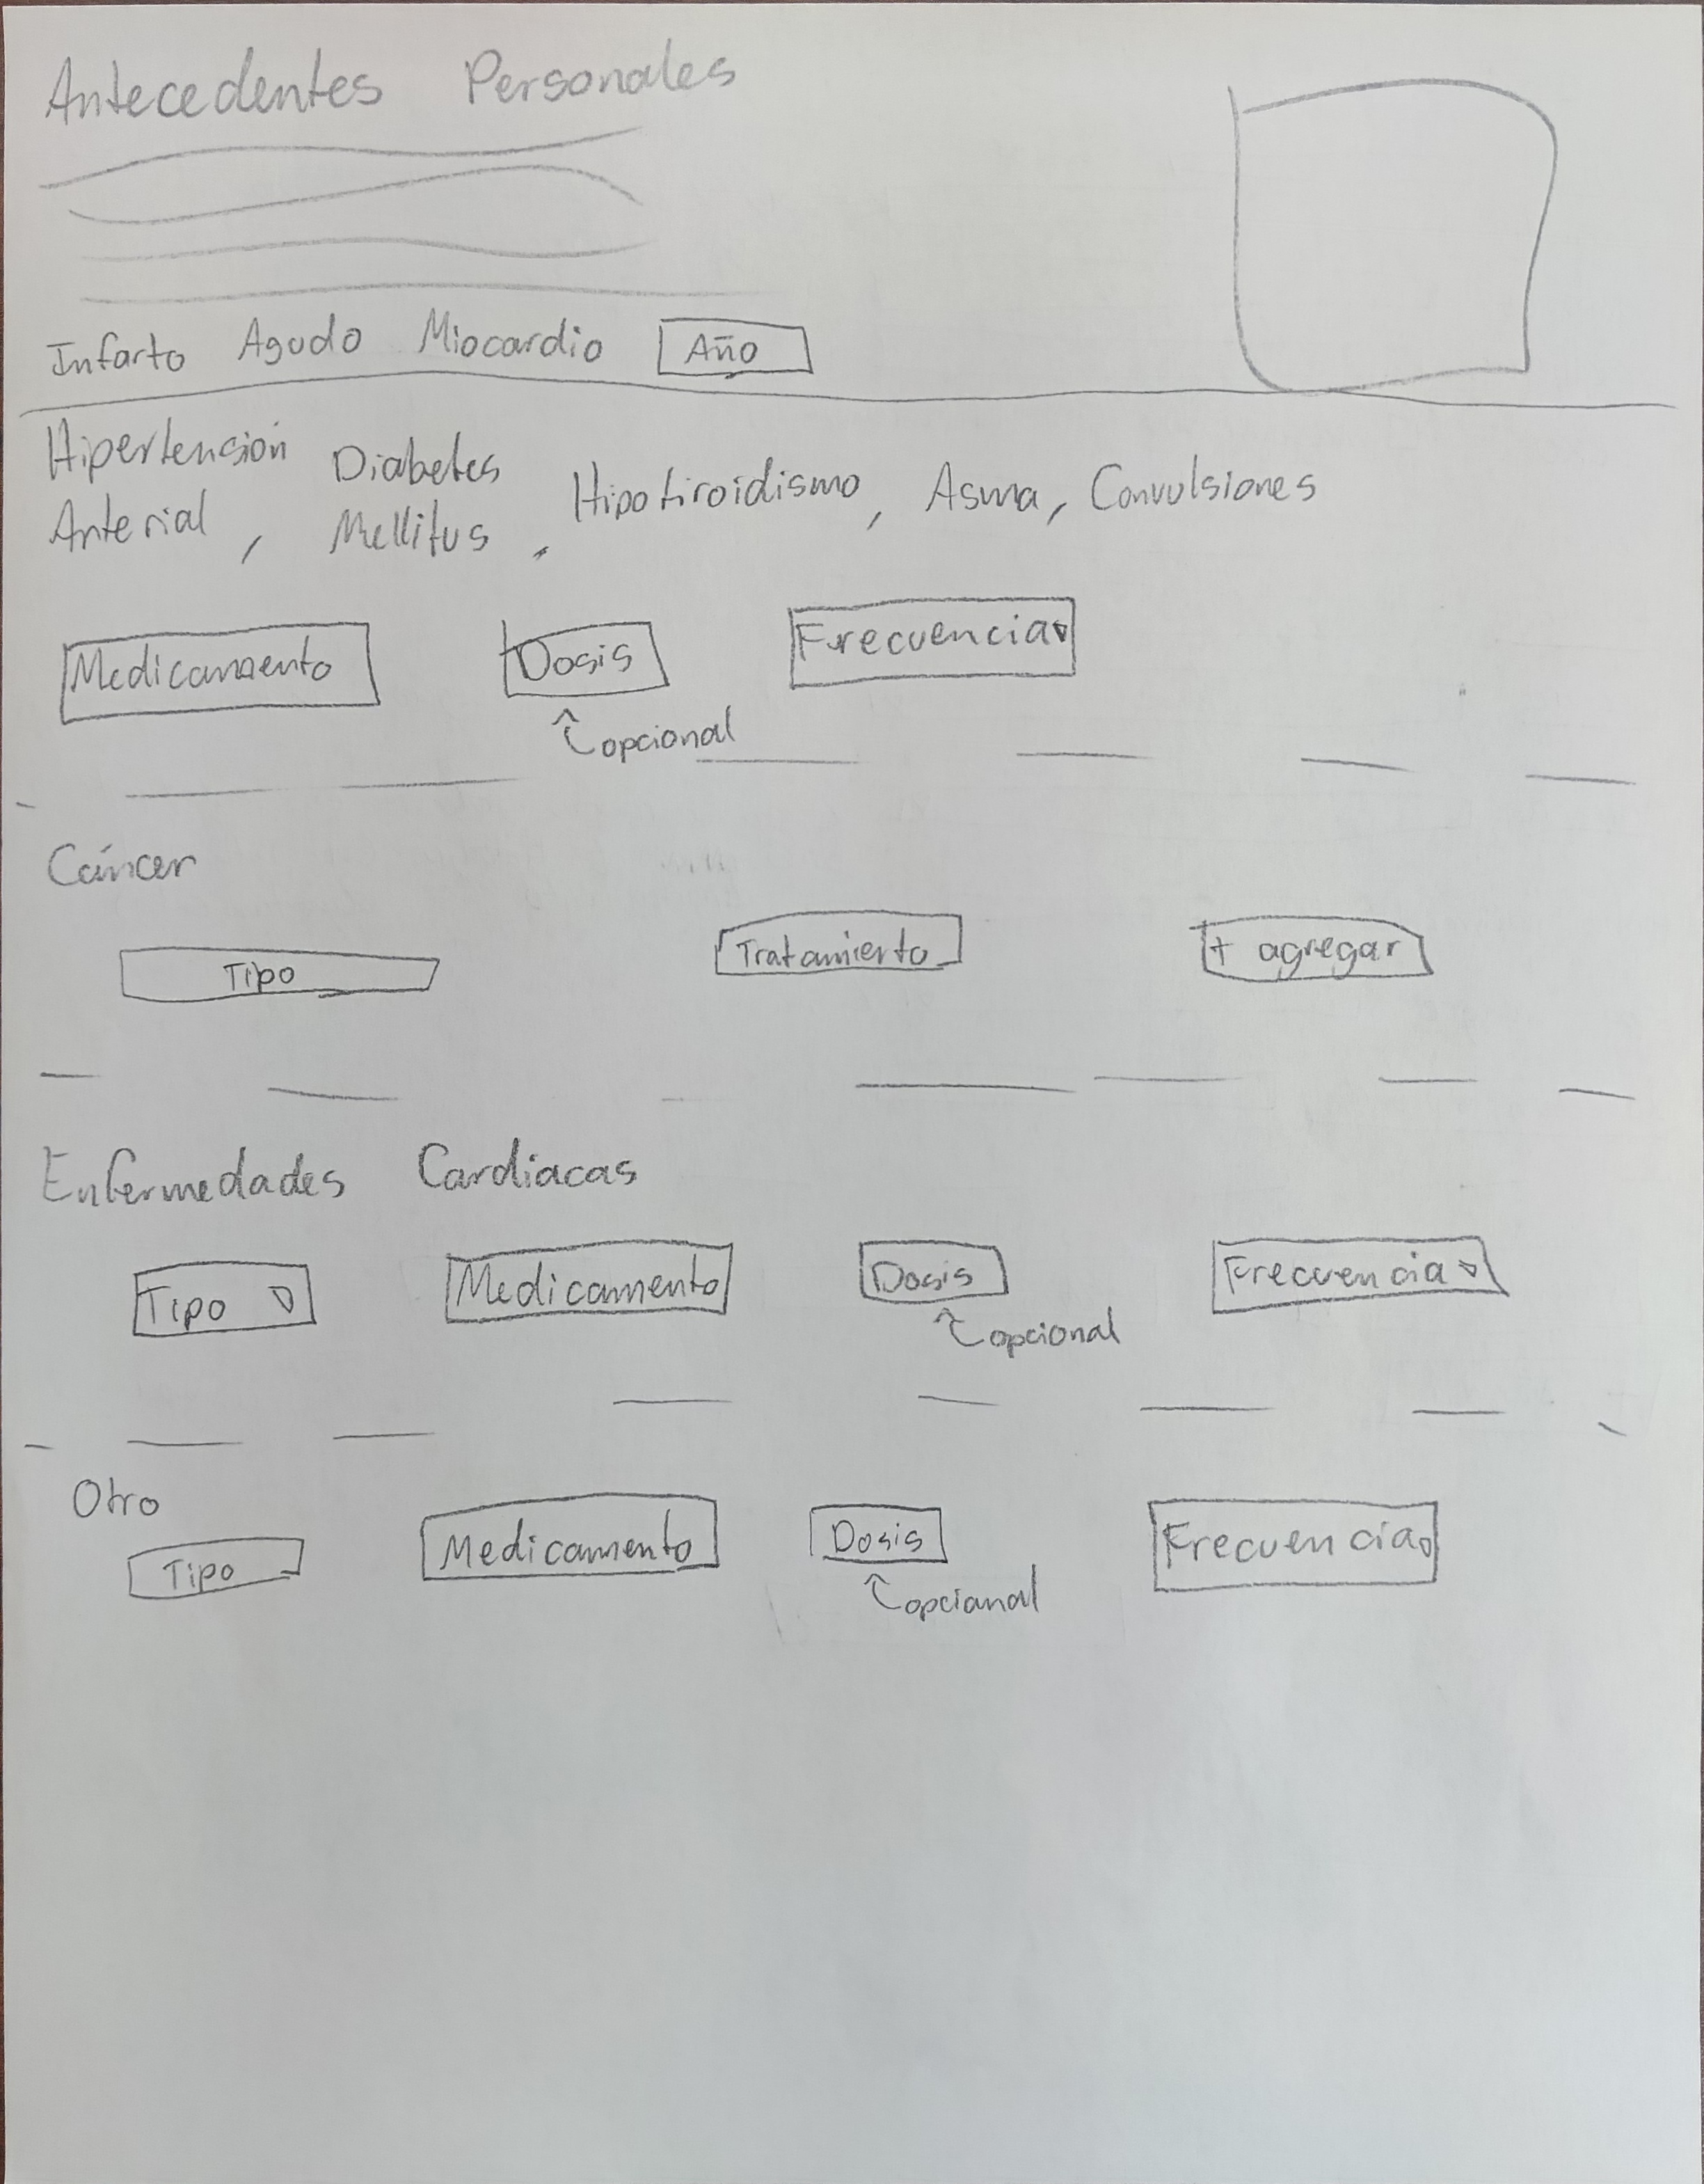 Antecedentes Personales
Infarto Agudo Miocardio Año
Hipertensión Diabetes Hipotiroidismo, Asma, Convulsiones
Arterial, Mellitus,
Medicamento Dosis Frecuencia
opcional
Cáncer
Tipo Tratamiento + agregar
Enfermedades Cardiacas
Tipo Medicamento Dosis Frecuencia
opcional
Otro
Tipo Medicamento Dosis Frecuencia
opcional